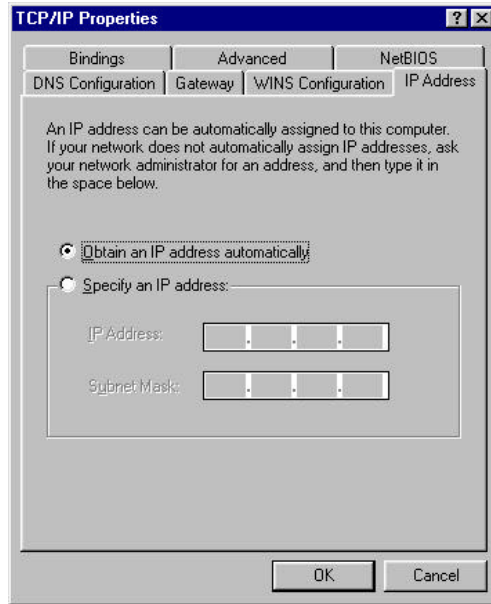 TCP/IP Properties
Bindings Advanced NetBIOS
DNS Configuration Gateway WINS Configuration IP Address
An IP address can be automatically assigned to this computer.
If your network does not automatically assign IP addresses, ask
your network administrator for an address, and then type it in
the space below.
Obtain an IP address automatically
Specify an IP address:
IP Address:
. . .
Subnet Mask:
. . .
OK Cancel